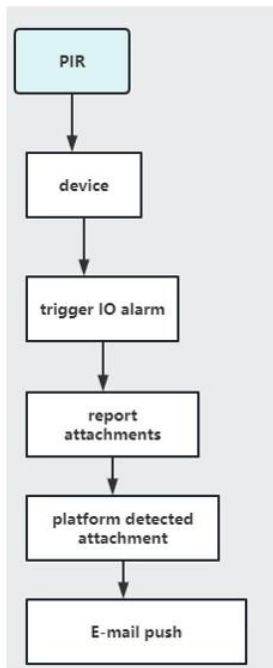 PIR
device
trigger IO alarm
report
attachments
platform detected
attachment
E-mail push